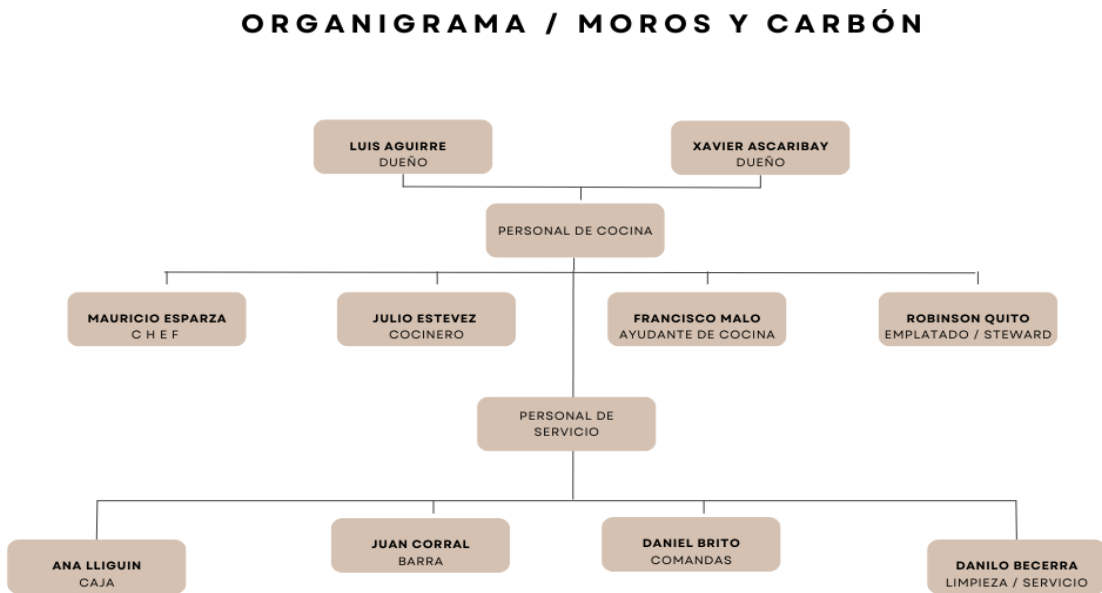 ORGANIGRAMA / MOROS Y CARBÓN
LUIS AGUIRRE
DUEÑO
XAVIER ASCARIBAY
DUEÑO
PERSONAL DE COCINA
MAURICIO ESPARZA
CHEF
JULIO ESTEVEZ
COCINERO
FRANCISCO MALO
AYUDANTE DE COCINA
ROBINSON QUITO
EMPLATADO / STEWARD
PERSONAL DE
SERVICIO
ANA LLIGUIN
CAJA
JUAN CORRAL
BARRA
DANIEL BRITO
COMANDAS
DANILO BECERRA
LIMPIEZA / SERVICIO